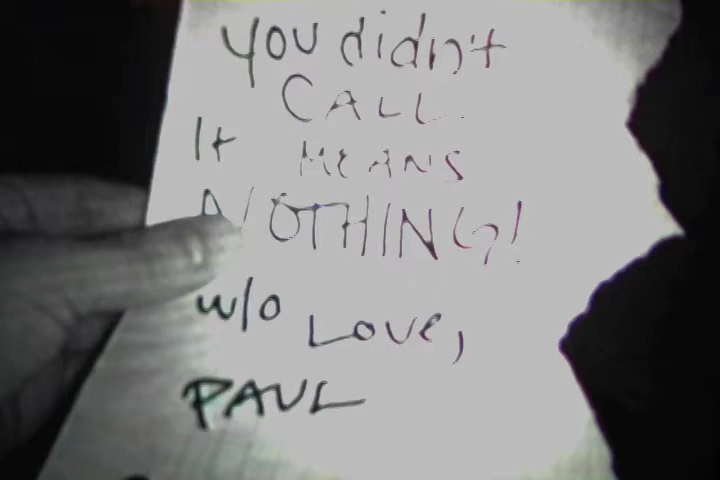 You didn't
CALL.
It MEANS
NOTHING!
w/o Love,
PAUL